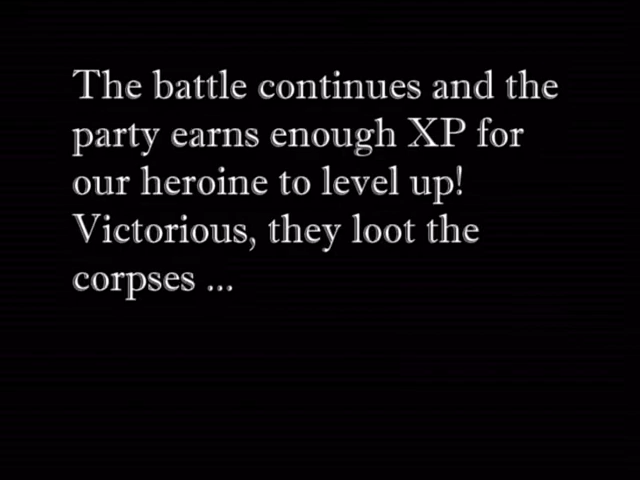 The battle continues and the
party earns enough XP for
our heroine to level up!
Victorious, they loot the
corpses ...